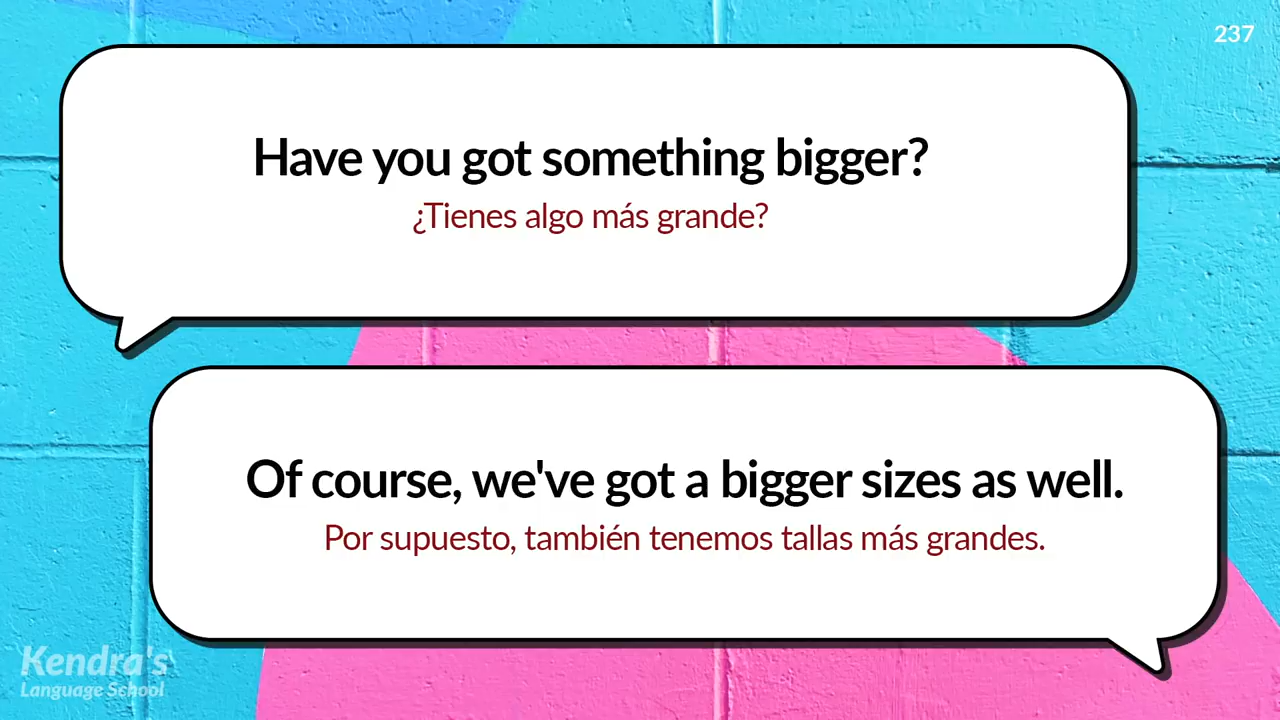 237
Have you got something bigger?
¿Tienes algo más grande?
Of course, we've got a bigger sizes as well.
Por supuesto, también tenemos tallas más grandes.
Kendra's
Language School